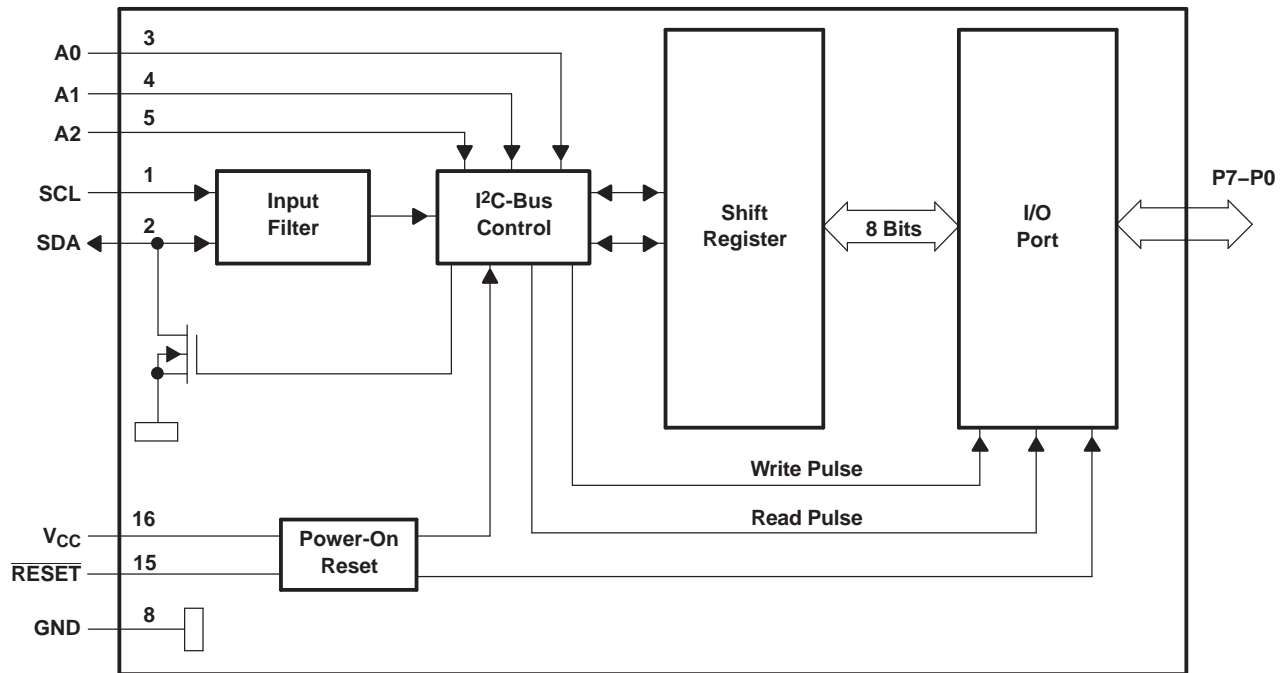 A0
3
A1
4
A2
5
SCL
1
SDA
2
Input
Filter
I²C-Bus
Control
Shift
Register
8 Bits
I/O
Port
P7–P0
Write Pulse
Read Pulse
VCC
16
RESET
15
Power-On
Reset
GND
8